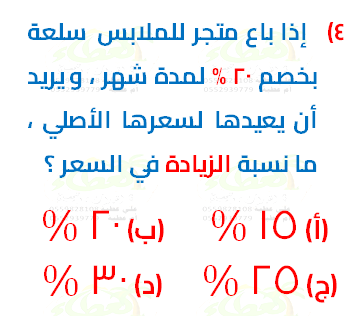 ٤) إذا باع متجر للملابس سلعة
بخصم ٢٠ % لمدة شهر ، ويريد
أن يعيدها لسعرها الأصلي ،
ما نسبة الزيادة في السعر ؟
(أ) ١٥ % (ب) ٢٠ %
(ج) ٢٥ % (د) ٣٠ %